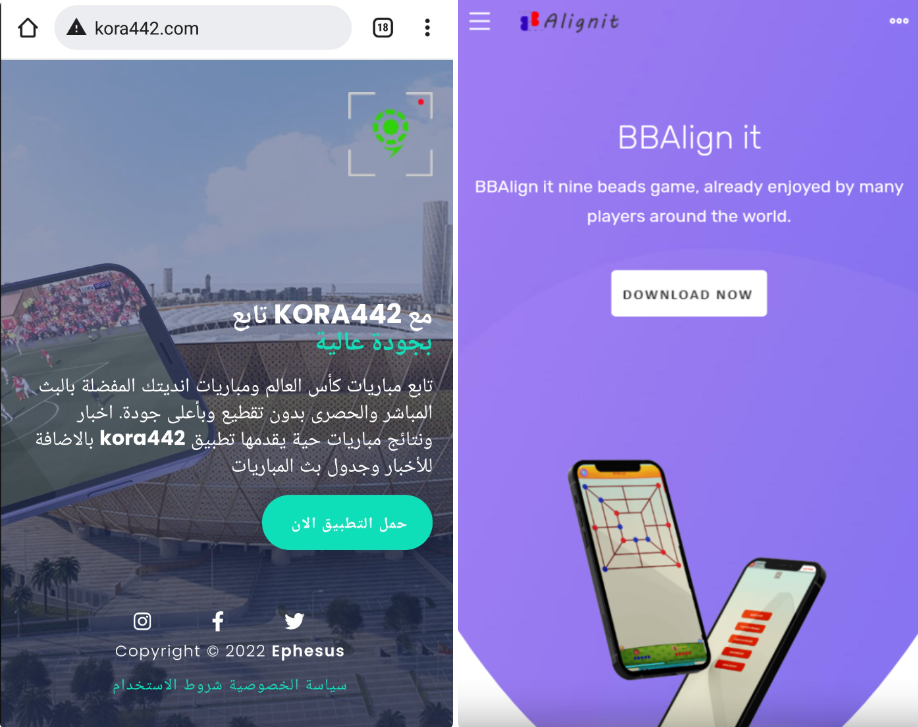 kora442.com
18
تابع KORA442 مع
بجودة عالية
تابع مباريات كأس العالم ومباريات انديتك المفضلة بالبث
المباشر والحصرى بدون تقطيع وبأعلى جودة. اخبار
ونتائج مباريات حية يقدمها تطبيق kora442 بالاضافة
للأخبار وجدول بث المباريات
حمل التطبيق الان
Copyright © 2022 Ephesus
سياسة الخصوصية شروط الاستخدام
Alignit
BBAlign it
BBAlign it nine beads game, already enjoyed by many
players around the world.
DOWNLOAD NOW